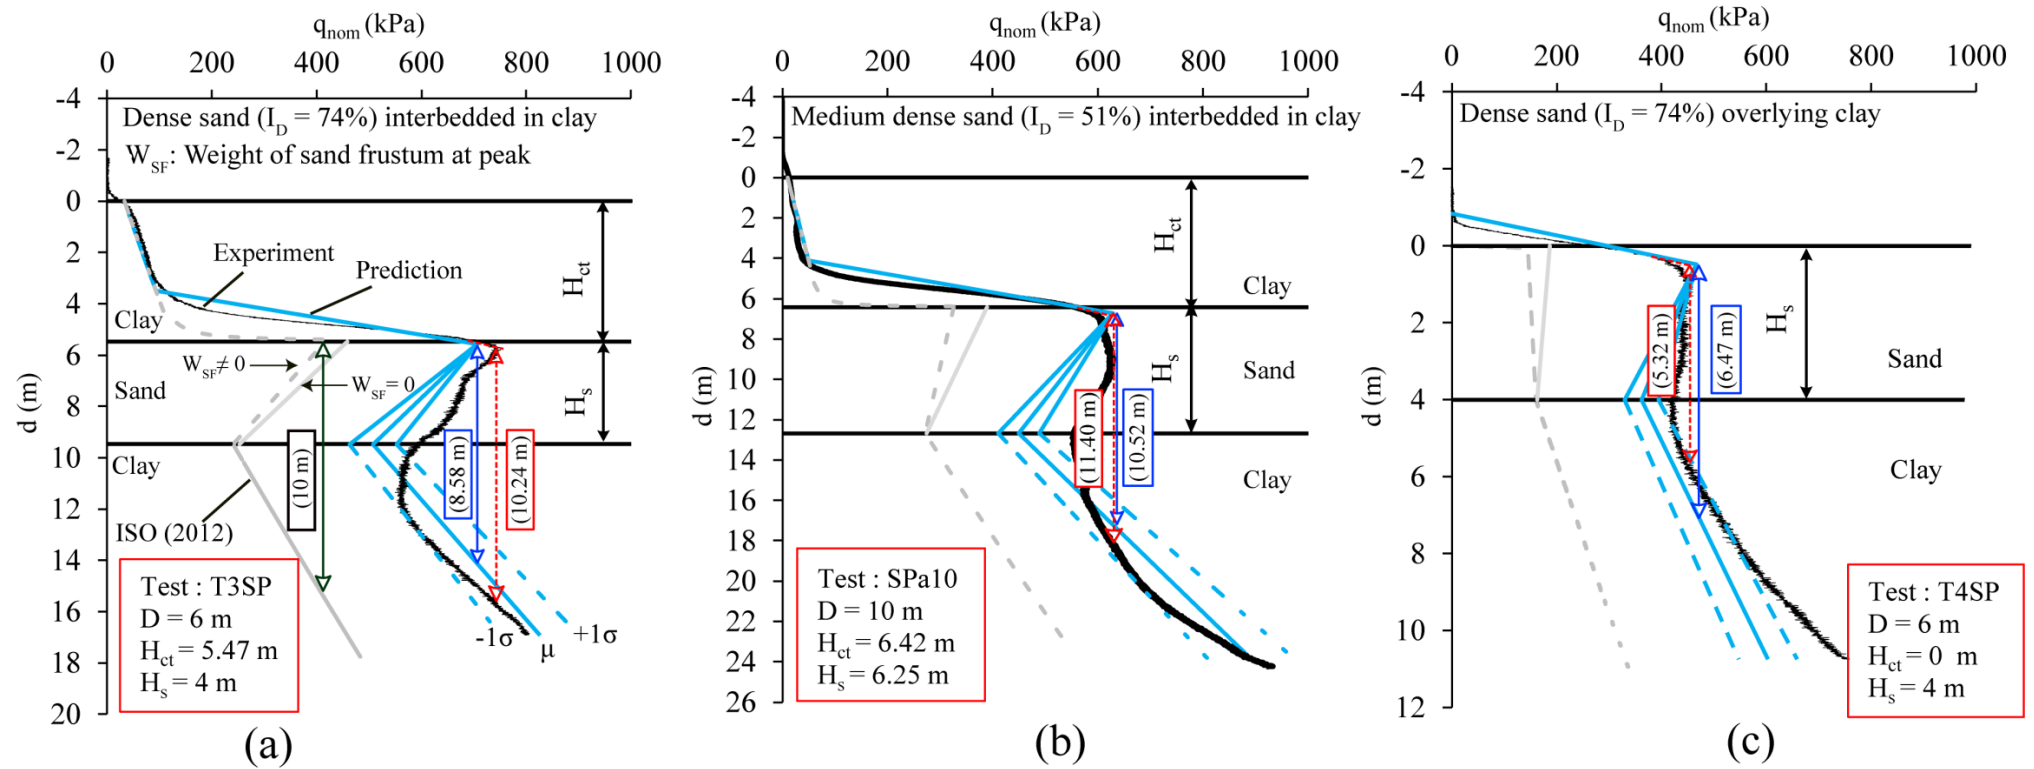 q_nom (kPa)
0 200 400 600 800 1000
-4
-2
0
2
4
6
8
10
12
14
16
18
20
d (m)
Dense sand (I_D = 74%) interbedded in clay
W_SF: Weight of sand frustum at peak
Experiment
Prediction
H_ct
Clay
W_SF≠ 0
W_SF= 0
Sand
H_s
Clay
(10 m)
(8.58 m)
(10.24 m)
ISO (2012)
-1σ
μ
+1σ
Test : T3SP
D = 6 m
H_ct = 5.47 m
H_s = 4 m
(a)
q_nom (kPa)
0 200 400 600 800 1000
-4
-2
0
2
4
6
8
10
12
14
16
18
20
22
24
26
d (m)
Medium dense sand (I_D = 51%) interbedded in clay
H_ct
Clay
H_s
Sand
(11.40 m)
(10.52 m)
Clay
Test : SPa10
D = 10 m
H_ct = 6.42 m
H_s = 6.25 m
(b)
q_nom (kPa)
0 200 400 600 800 1000
-4
-2
0
2
4
6
8
10
12
d (m)
Dense sand (I_D = 74%) overlying clay
(5.32 m)
(6.47 m)
H_s
Sand
Clay
Test : T4SP
D = 6 m
H_ct = 0 m
H_s = 4 m
(c)